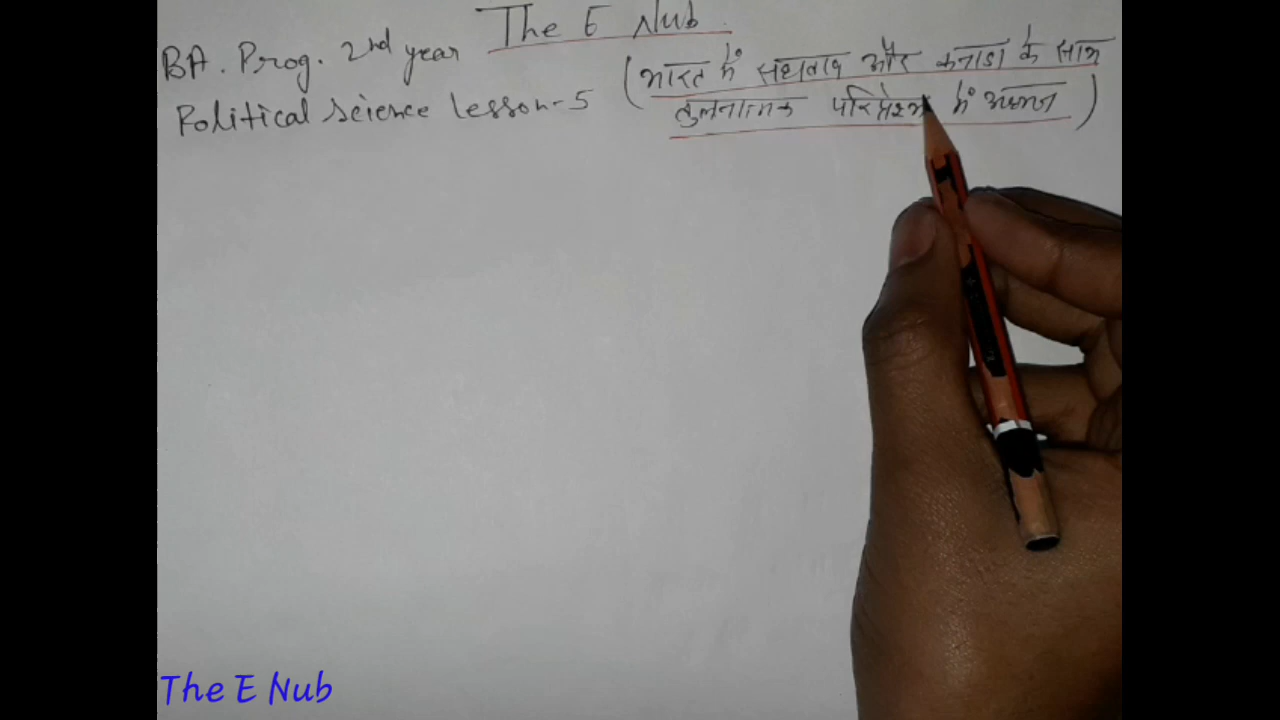 The E Nub
BA. Prog. 2nd year
Political science lesson-5
(भारत में संघवाद और कनाडा के साथ
तुलनात्मक परिप्रेक्ष्य में अध्ययन)
The E Nub